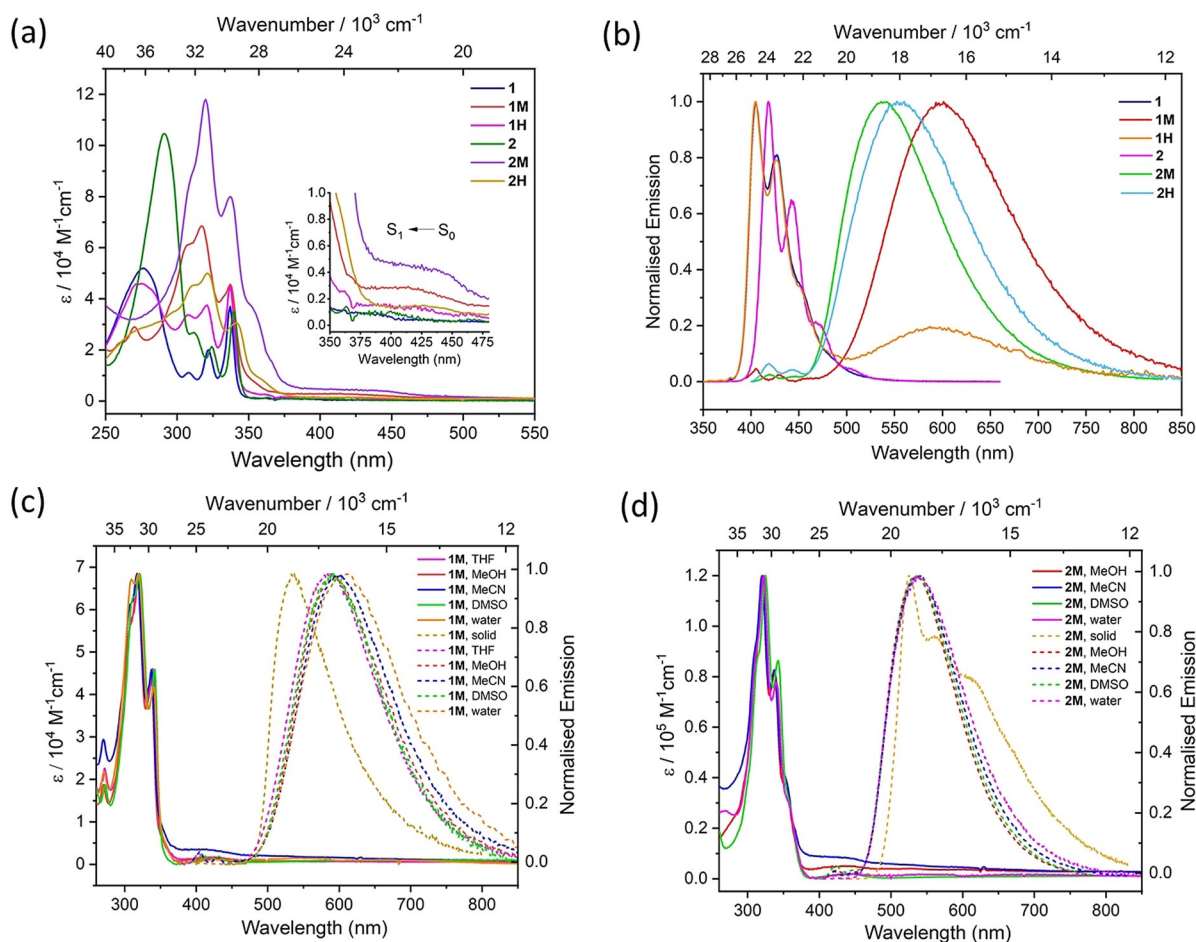 (a)
Wavenumber / 10³ cm⁻¹
40 36 32 28 24 20
12
10
8
6
4
2
0
ε / 10⁴ M⁻¹cm⁻¹
1
1M
1H
2
2M
2H
1.0
0.8
0.6
0.4
0.2
0.0
ε / 10⁴ M⁻¹cm⁻¹
S₁ ← S₀
350 375 400 425 450 475
Wavelength (nm)
250 300 350 400 450 500 550
Wavelength (nm)
(b)
Wavenumber / 10³ cm⁻¹
28 26 24 22 20 18 16 14 12
1.0
0.8
0.6
0.4
0.2
0.0
Normalised Emission
1
1M
1H
2
2M
2H
350 400 450 500 550 600 650 700 750 800 850
Wavelength (nm)
(c)
Wavenumber / 10³ cm⁻¹
35 30 25 20 15 12
7
6
5
4
3
2
1
0
ε / 10⁴ M⁻¹cm⁻¹
1M, THF
1M, MeOH
1M, MeCN
1M, DMSO
1M, water
1M, solid
1M, THF
1M, MeOH
1M, MeCN
1M, DMSO
1M, water
1.0
0.8
0.6
0.4
0.2
0.0
Normalised Emission
300 400 500 600 700 800
Wavelength (nm)
(d)
Wavenumber / 10³ cm⁻¹
35 30 25 20 15 12
1.2
1.0
0.8
0.6
0.4
0.2
0.0
ε / 10⁵ M⁻¹cm⁻¹
2M, MeOH
2M, MeCN
2M, DMSO
2M, water
2M, solid
2M, MeOH
2M, MeCN
2M, DMSO
2M, water
1.0
0.8
0.6
0.4
0.2
0.0
Normalised Emission
300 400 500 600 700 800
Wavelength (nm)